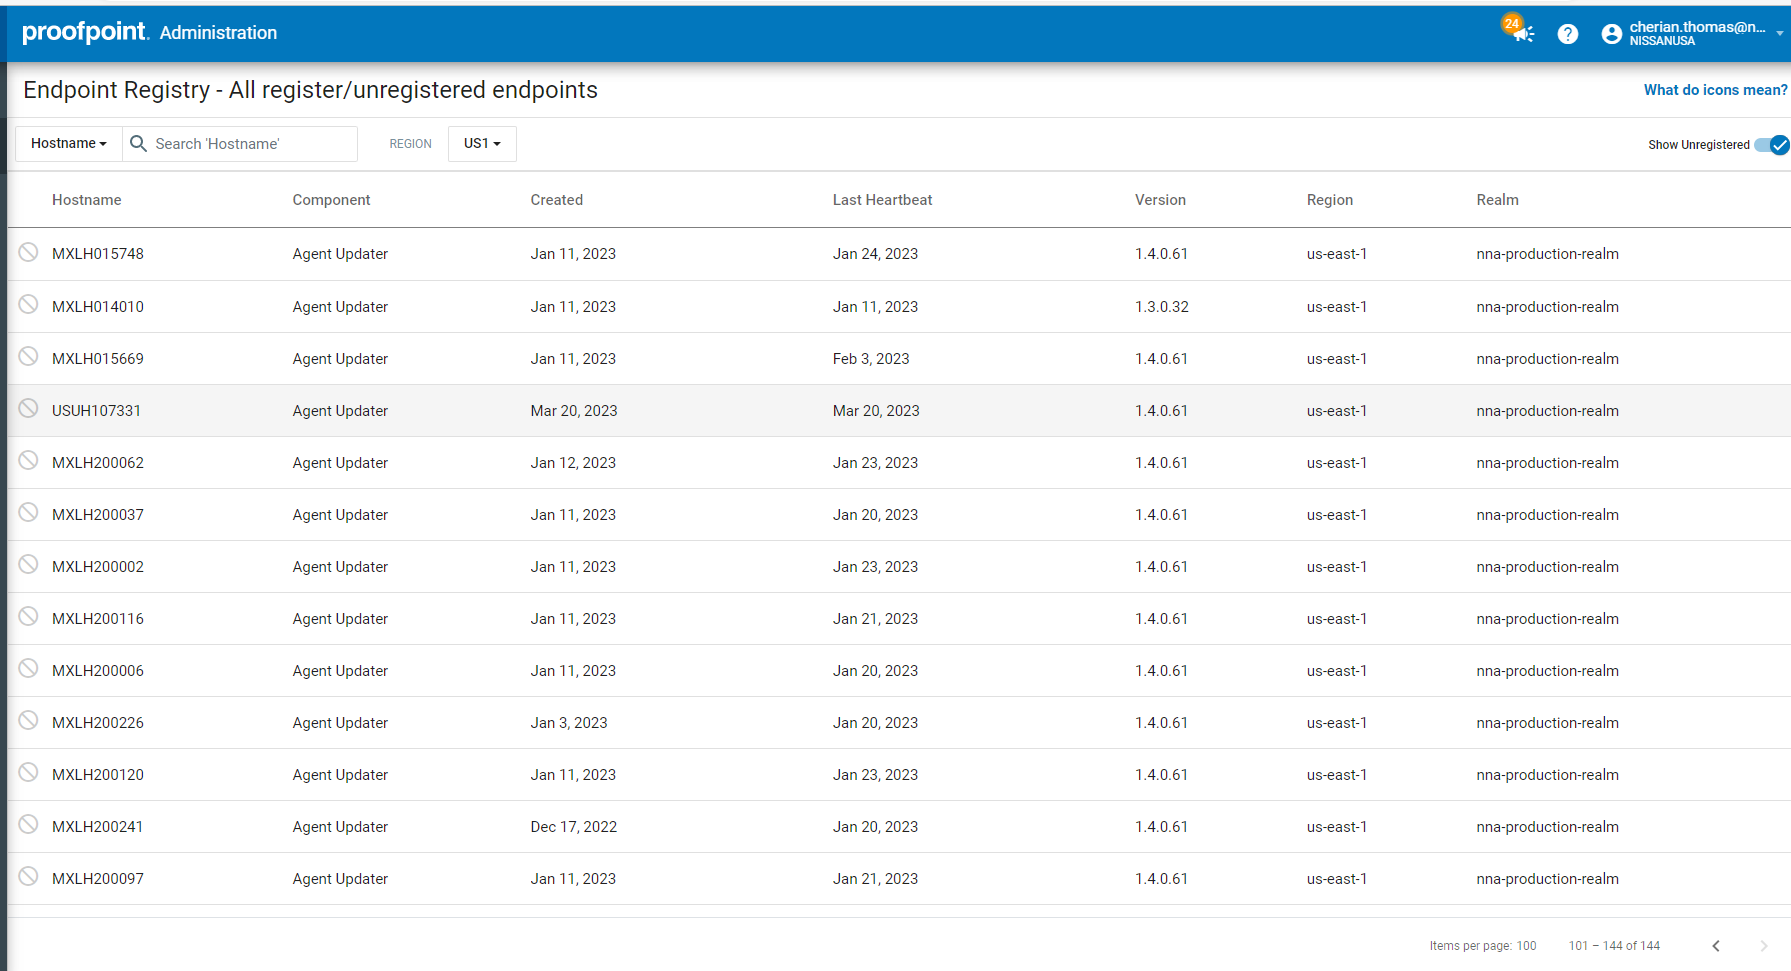 proofpoint. Administration
24
?
cherian.thomas@n...
NISSANUSA
Endpoint Registry - All register/unregistered endpoints
What do icons mean?
Hostname Search 'Hostname' REGION US1 Show Unregistered
Hostname Component Created Last Heartbeat Version Region Realm
MXLH015748 Agent Updater Jan 11, 2023 Jan 24, 2023 1.4.0.61 us-east-1 nna-production-realm
MXLH014010 Agent Updater Jan 11, 2023 Jan 11, 2023 1.3.0.32 us-east-1 nna-production-realm
MXLH015669 Agent Updater Jan 11, 2023 Feb 3, 2023 1.4.0.61 us-east-1 nna-production-realm
USUH107331 Agent Updater Mar 20, 2023 Mar 20, 2023 1.4.0.61 us-east-1 nna-production-realm
MXLH200062 Agent Updater Jan 12, 2023 Jan 23, 2023 1.4.0.61 us-east-1 nna-production-realm
MXLH200037 Agent Updater Jan 11, 2023 Jan 20, 2023 1.4.0.61 us-east-1 nna-production-realm
MXLH200002 Agent Updater Jan 11, 2023 Jan 23, 2023 1.4.0.61 us-east-1 nna-production-realm
MXLH200116 Agent Updater Jan 11, 2023 Jan 21, 2023 1.4.0.61 us-east-1 nna-production-realm
MXLH200006 Agent Updater Jan 11, 2023 Jan 20, 2023 1.4.0.61 us-east-1 nna-production-realm
MXLH200226 Agent Updater Jan 3, 2023 Jan 20, 2023 1.4.0.61 us-east-1 nna-production-realm
MXLH200120 Agent Updater Jan 11, 2023 Jan 23, 2023 1.4.0.61 us-east-1 nna-production-realm
MXLH200241 Agent Updater Dec 17, 2022 Jan 20, 2023 1.4.0.61 us-east-1 nna-production-realm
MXLH200097 Agent Updater Jan 11, 2023 Jan 21, 2023 1.4.0.61 us-east-1 nna-production-realm
Items per page: 100 101 – 144 of 144